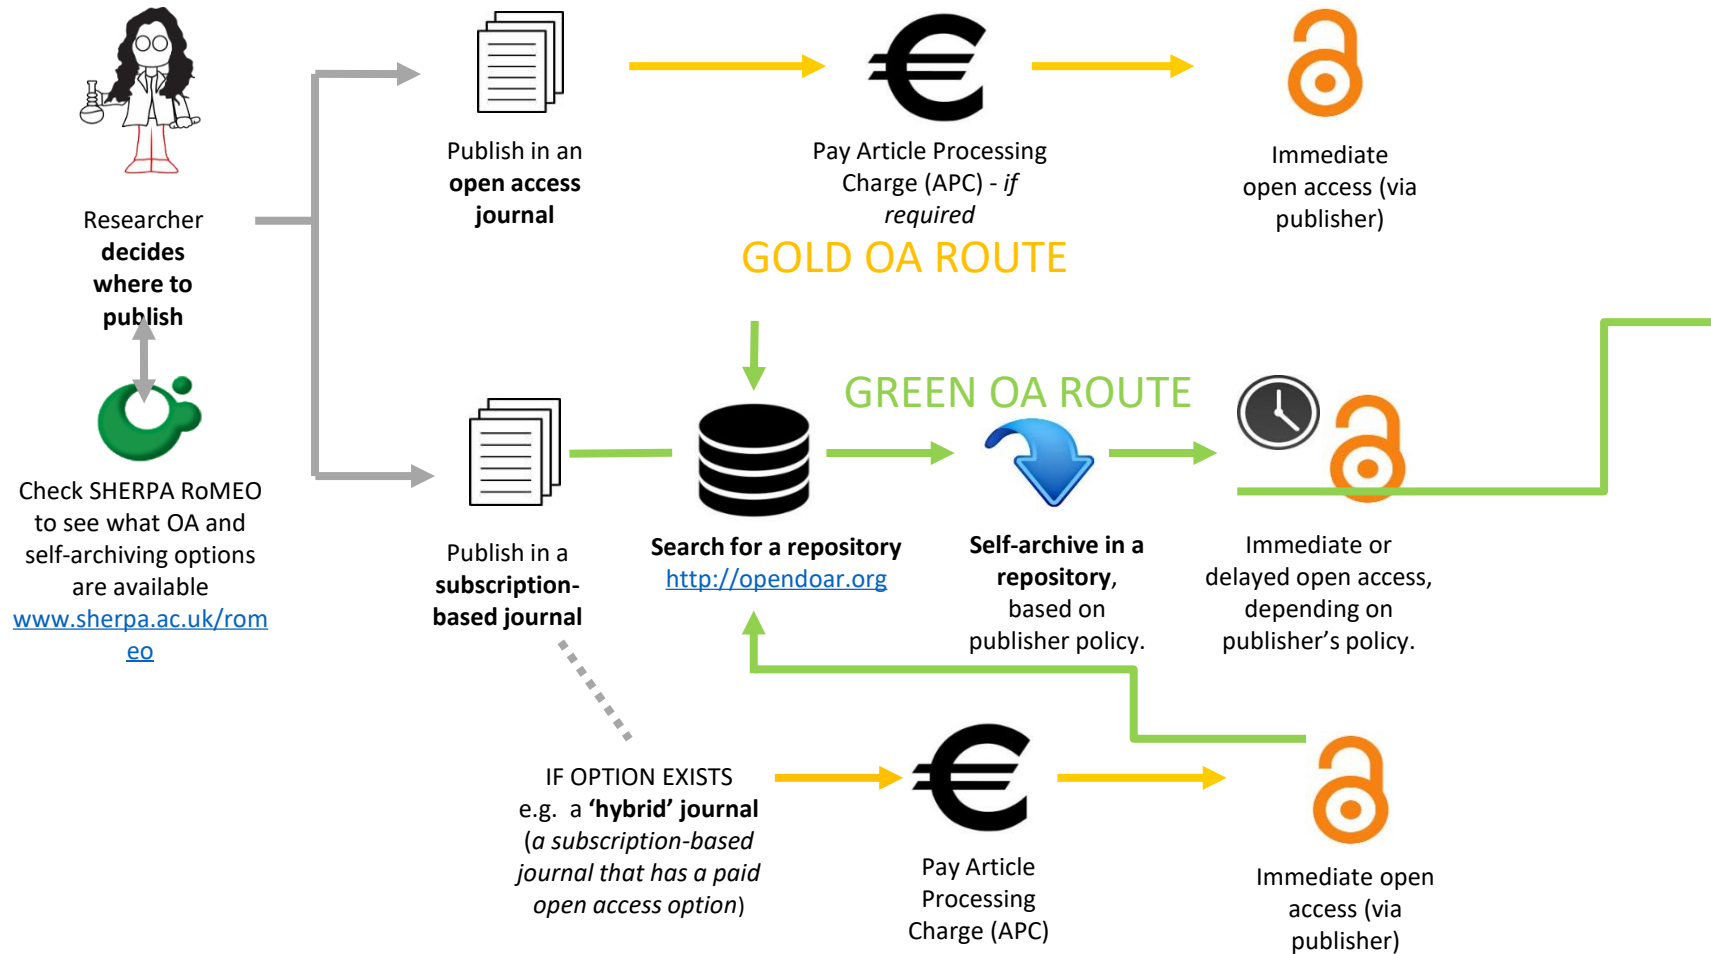 Researcher
decides
where to
publish
Check SHERPA RoMEO
to see what OA and
self-archiving options
are available
www.sherpa.ac.uk/rom
eo
Publish in an
open access
journal
Pay Article Processing
Charge (APC) - if
required
Immediate
open access (via
publisher)
GOLD OA ROUTE
GREEN OA ROUTE
Publish in a
subscription-
based journal
Search for a repository
http://opendoar.org
Self-archive in a
repository,
based on
publisher policy.
Immediate or
delayed open access,
depending on
publisher’s policy.
IF OPTION EXISTS
e.g. a ‘hybrid’ journal
(a subscription-based
journal that has a paid
open access option)
Pay Article
Processing
Charge (APC)
Immediate open
access (via
publisher)